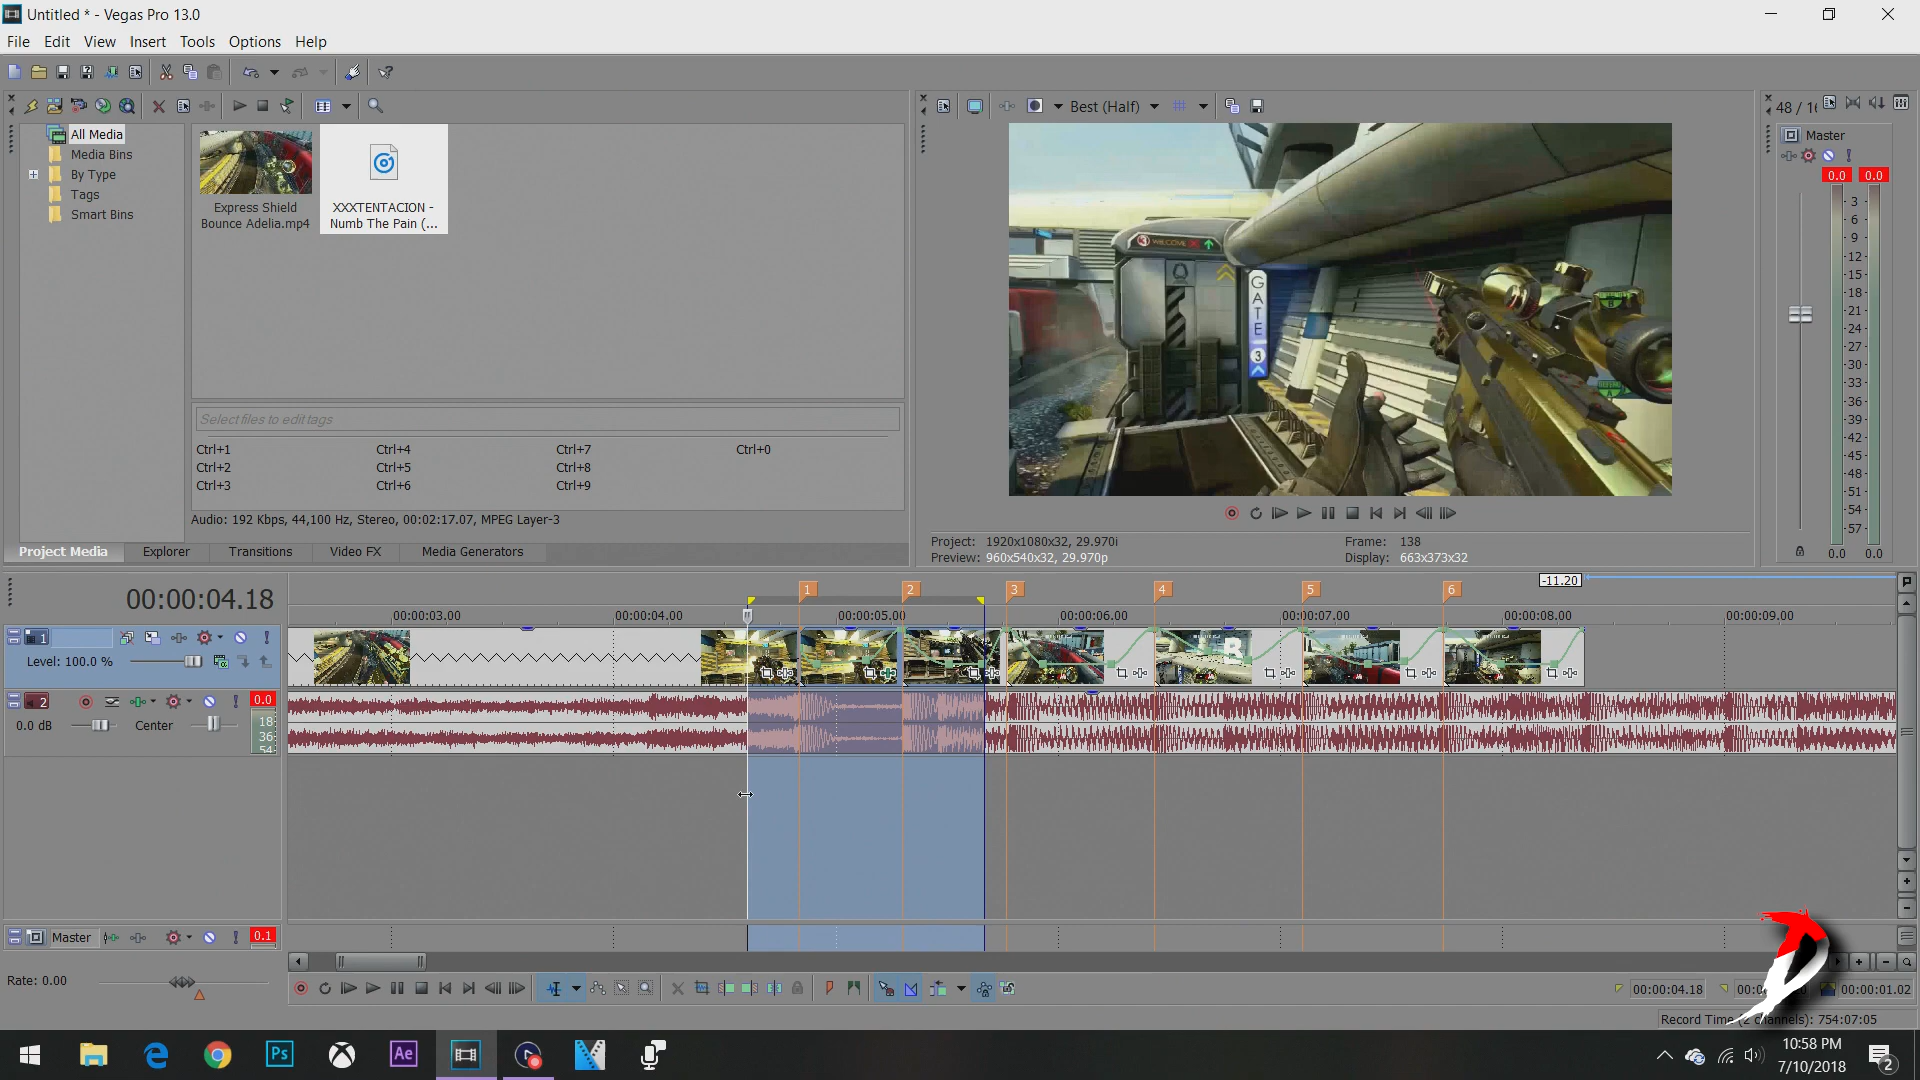 Untitled * - Vegas Pro 13.0
File Edit View Insert Tools Options Help
All Media
Media Bins
By Type
Tags
Smart Bins
Express Shield
Bounce Adelia.mp4
XXXTENTACION -
Numb The Pain (...
Select files to edit tags
Ctrl+1 Ctrl+4 Ctrl+7 Ctrl+0
Ctrl+2 Ctrl+5 Ctrl+8
Ctrl+3 Ctrl+6 Ctrl+9
Audio: 192 Kbps, 44,100 Hz, Stereo, 00:02:17.07, MPEG Layer-3
Project Media Explorer Transitions Video FX Media Generators
Best (Half)
3 WELCOME
GATE
3
Project: 1920x1080x32, 29.970i
Preview: 960x540x32, 29.970p
Frame: 138
Display: 663x373x32
48 / 16
Master
0.0 0.0
3
6
9
12
15
18
21
24
27
30
33
36
39
42
45
48
51
54
57
0.0 0.0
00:00:04.18
1 2 3 4 5 6
-11.20
00:00:03.00 00:00:04.00 00:00:05.00 00:00:06.00 00:00:07.00 00:00:08.00 00:00:09.00
1
Level: 100.0 %
2
0.0
0.0 dB Center
18
36
54
Master 0.1
Rate: 0.00
00:00:04.18 00:00:01.02
Record Time (2 channels): 754:07:05
Ps Ae
10:58 PM
7/10/2018
2